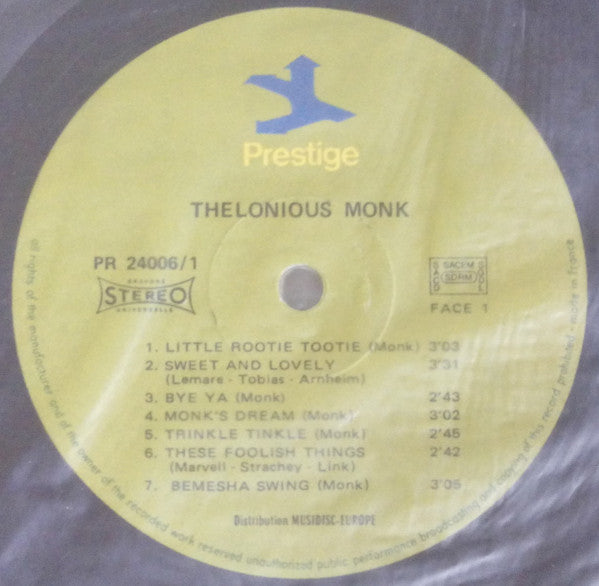 Prestige
THELONIOUS MONK
PR 24006/1
GRAVURE
STEREO
UNIVERSELLE
SACEM
SACD SDRM SGDL
FACE 1
1. LITTLE ROOTIE TOOTIE (Monk) 3'03
2. SWEET AND LOVELY 3'31
(Lemare - Tobias - Arnheim)
3. BYE YA (Monk) 2'43
4. MONK'S DREAM (Monk) 3'02
5. TRINKLE TINKLE (Monk) 2'45
6. THESE FOOLISH THINGS 2'42
(Marvell - Strachey - Link)
7. BEMESHA SWING (Monk) 3'05
Distribution MUSIDISC-EUROPE
all rights of the manufacturer and of the owner of the recorded work reserved unauthorized public performance broadcasting and copying of this record prohibited - made in france